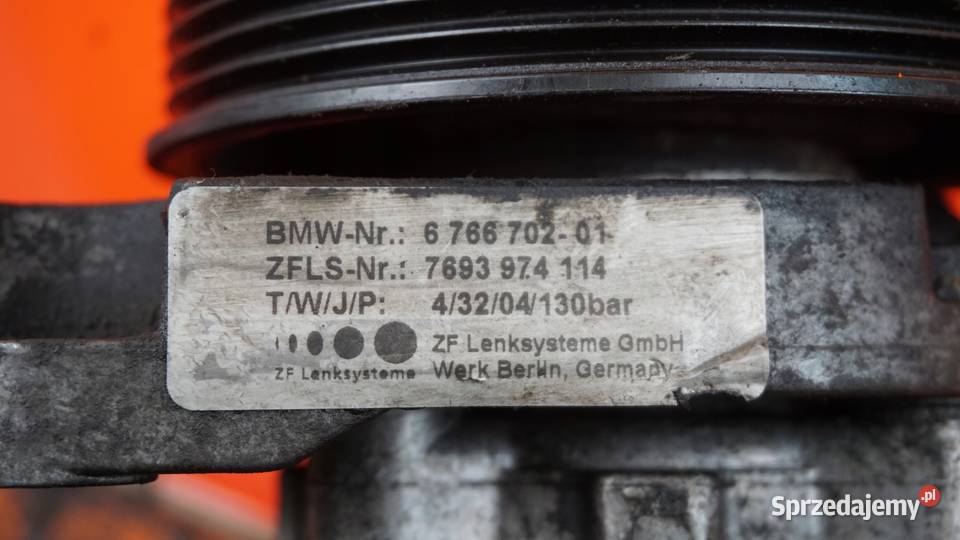 BMW-Nr.: 6 766 702-01
ZFLS-Nr.: 7693 974 114
T/W/J/P: 4/32/04/130bar
ZF Lenksysteme GmbH
ZF Lenksysteme Werk Berlin, Germany
Sprzedajemy.pl